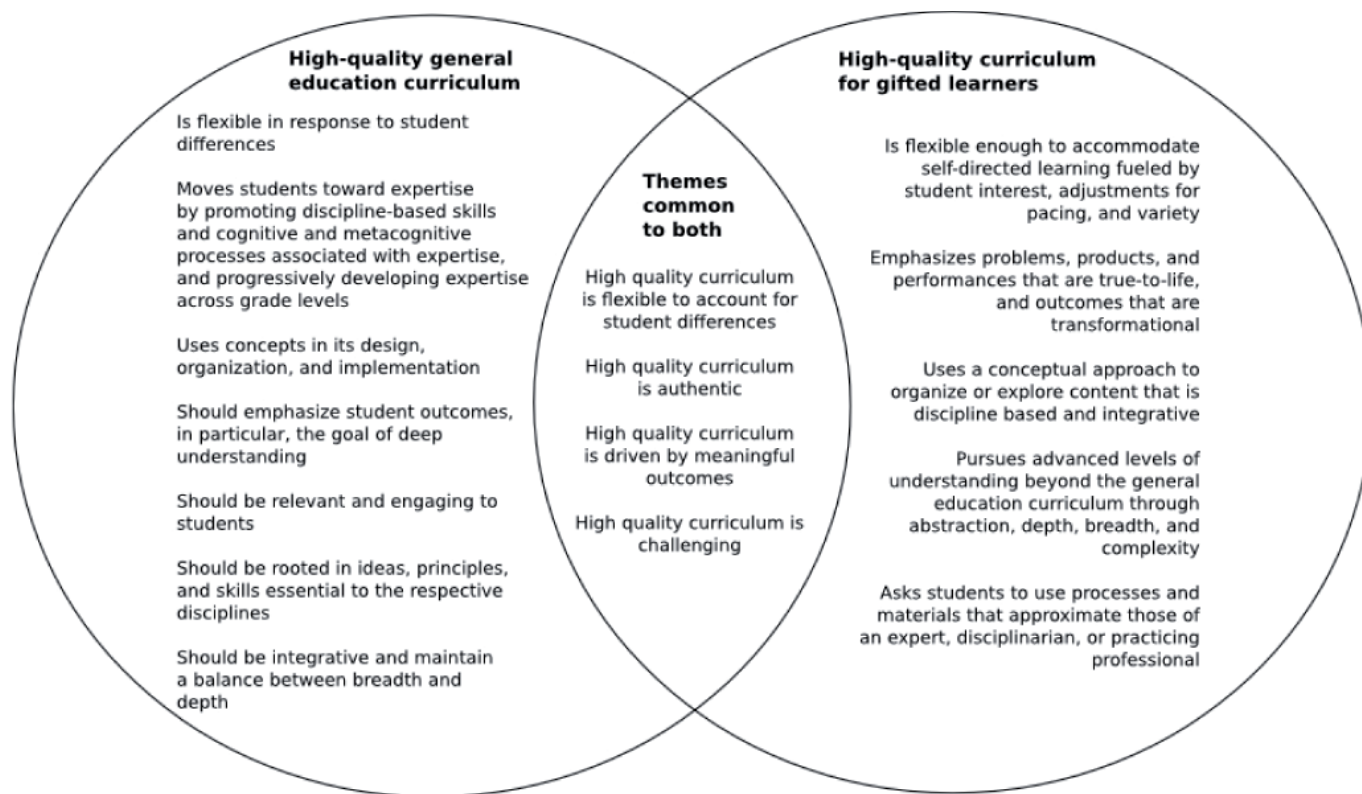 High-quality general
education curriculum
Is flexible in response to student
differences
Moves students toward expertise
by promoting discipline-based skills
and cognitive and metacognitive
processes associated with expertise,
and progressively developing expertise
across grade levels
Uses concepts in its design,
organization, and implementation
Should emphasize student outcomes,
in particular, the goal of deep
understanding
Should be relevant and engaging to
students
Should be rooted in ideas, principles,
and skills essential to the respective
disciplines
Should be integrative and maintain
a balance between breadth and
depth
Themes
common
to both
High quality curriculum
is flexible to account for
student differences
High quality curriculum
is authentic
High quality curriculum
is driven by meaningful
outcomes
High quality curriculum is
challenging
High-quality curriculum
for gifted learners
Is flexible enough to accommodate
self-directed learning fueled by
student interest, adjustments for
pacing, and variety
Emphasizes problems, products, and
performances that are true-to-life,
and outcomes that are
transformational
Uses a conceptual approach to
organize or explore content that is
discipline based and integrative
Pursues advanced levels of
understanding beyond the general
education curriculum through
abstraction, depth, breadth, and
complexity
Asks students to use processes and
materials that approximate those of
an expert, disciplinarian, or practicing
professional